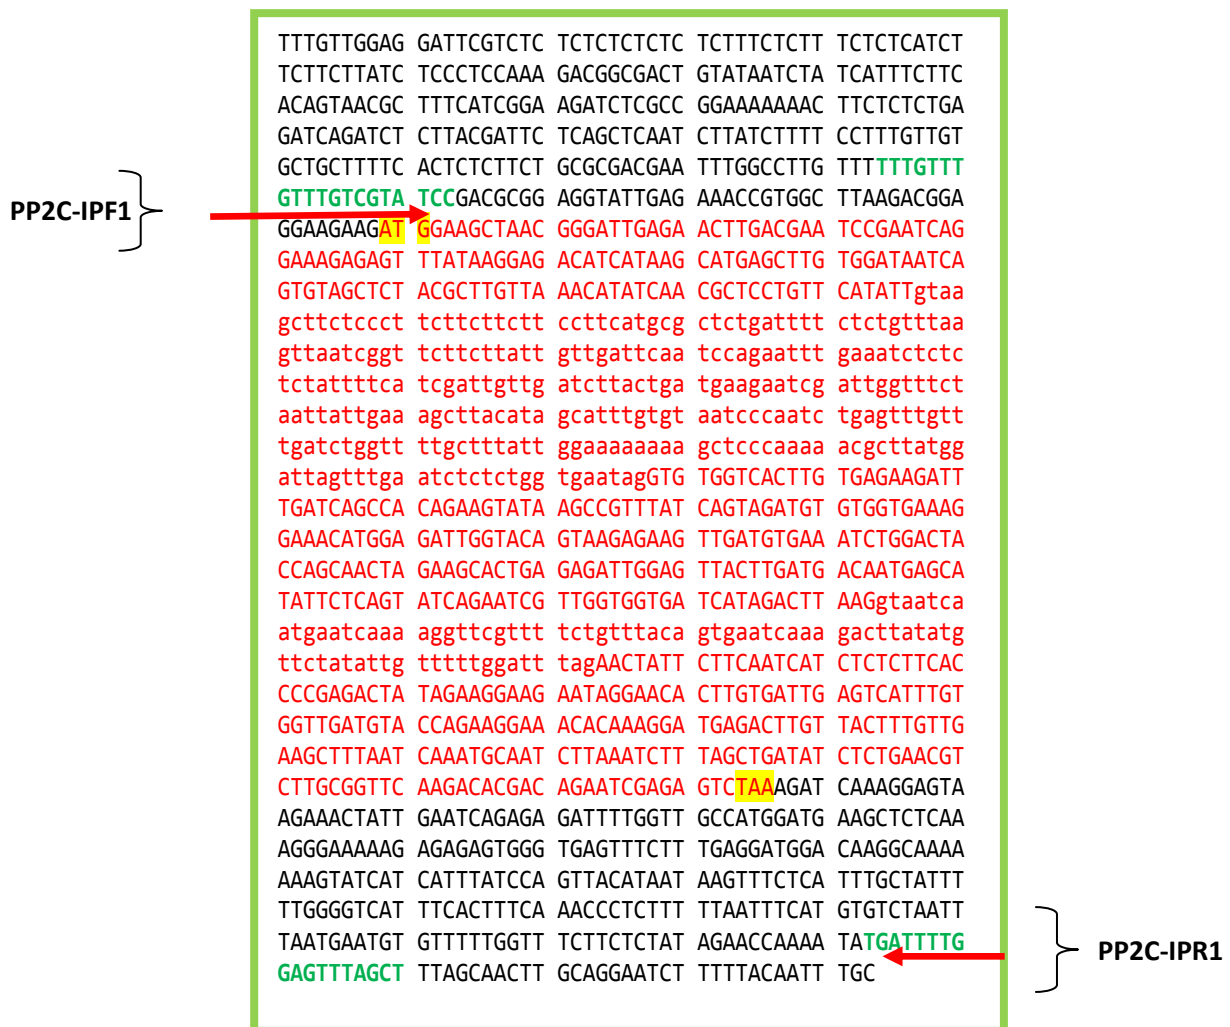 TTTGTTGGAG GATTCGTCTC TCTCTCTCTC TCTTTCTCTT TCTCTCATCT
TCTTCTTATC TCCCTCCAAA GACGGCGACT GTATAATCTA TCATTTCTTC
ACAGTAACGC TTTCATCGGA AGATCTCGCC GGAAAAAAAC TTCTCTCTGA
GATCAGATCT CTTACGATTC TCAGCTCAAT CTTATCTTTT CCTTTGTTGT
GCTGCTTTTC ACTCTCTTCT GCGCGACGAA TTTGGCCTTG TTTTTTGTTT
PP2C-IPF1
GTTTGTCGTA TCCGACGCGG AGGTATTGAG AAACCGTGGC TTAAGACGGA
GGAAGAAGAT GGAAGCTAAC GGGATTGAGA ACTTGACGAA TCCGAATCAG
GAAAGAGAGT TTATAAGGAG ACATCATAAG CATGAGCTTG TGGATAATCA
GTGTAGCTCT ACGCTTGTTA AACATATCAA CGCTCCTGTT CATATTgtaa
gcttctccct tcttcttctt ccttcatgcg ctctgatttt ctctgtttaa
gttaatcggt tcttcttatt gttgattcaa tccagaattt gaaatctctc
tctattttca tcgattgttg atcttactga tgaagaatcg attggtttct
aattattgaa agcttacata gcatttgtgt aatcccaatc tgagtttgtt
tgatctggtt ttgctttatt ggaaaaaaaa gctcccaaaa acgcttatgg
attagtttga atctctctgg tgaatagGTG TGGTCACTTG TGAGAAGATT
TGATCAGCCA CAGAAGTATA AGCCGTTTAT CAGTAGATGT GTGGTGAAAG
GAAACATGGA GATTGGTACA GTAAGAGAAG TTGATGTGAA ATCTGGACTA
CCAGCAACTA GAAGCACTGA GAGATTGGAG TTACTTGATG ACAATGAGCA
TATTCTCAGT ATCAGAATCG TTGGTGGTGA TCATAGACTT AAGgtaatca
atgaatcaaa aggttcgttt tctgtttaca gtgaatcaaa gacttatatg
ttctatattg tttttggatt tagAACTATT CTTCAATCAT CTCTCTTCAC
CCCGAGACTA TAGAAGGAAG AATAGGAACA CTTGTGATTG AGTCATTTGT
GGTTGATGTA CCAGAAGGAA ACACAAAGGA TGAGACTTGT TACTTTGTTG
AAGCTTTAAT CAAATGCAAT CTTAAATCTT TAGCTGATAT CTCTGAACGT
CTTGCGGTTC AAGACACGAC AGAATCGAGA GTCTAAAGAT CAAAGGAGTA
AGAAACTATT GAATCAGAGA GATTTTGGTT GCCATGGATG AAGCTCTCAA
AGGGAAAAAG AGAGAGTGGG TGAGTTTCTT TGAGGATGGA CAAGGCAAAA
AAAGTATCAT CATTTATCCA GTTACATAAT AAGTTTCTCA TTTGCTATTT
TTGGGGTCAT TTCACTTTCA AACCCTCTTT TTAATTTCAT GTGTCTAATT
TAATGAATGT GTTTTTGGTT TCTTCTCTAT AGAACCAAAA TATGATTTTG
PP2C-IPR1
GAGTTTAGCT TTAGCAACTT GCAGGAATCT TTTTACAATT TGC